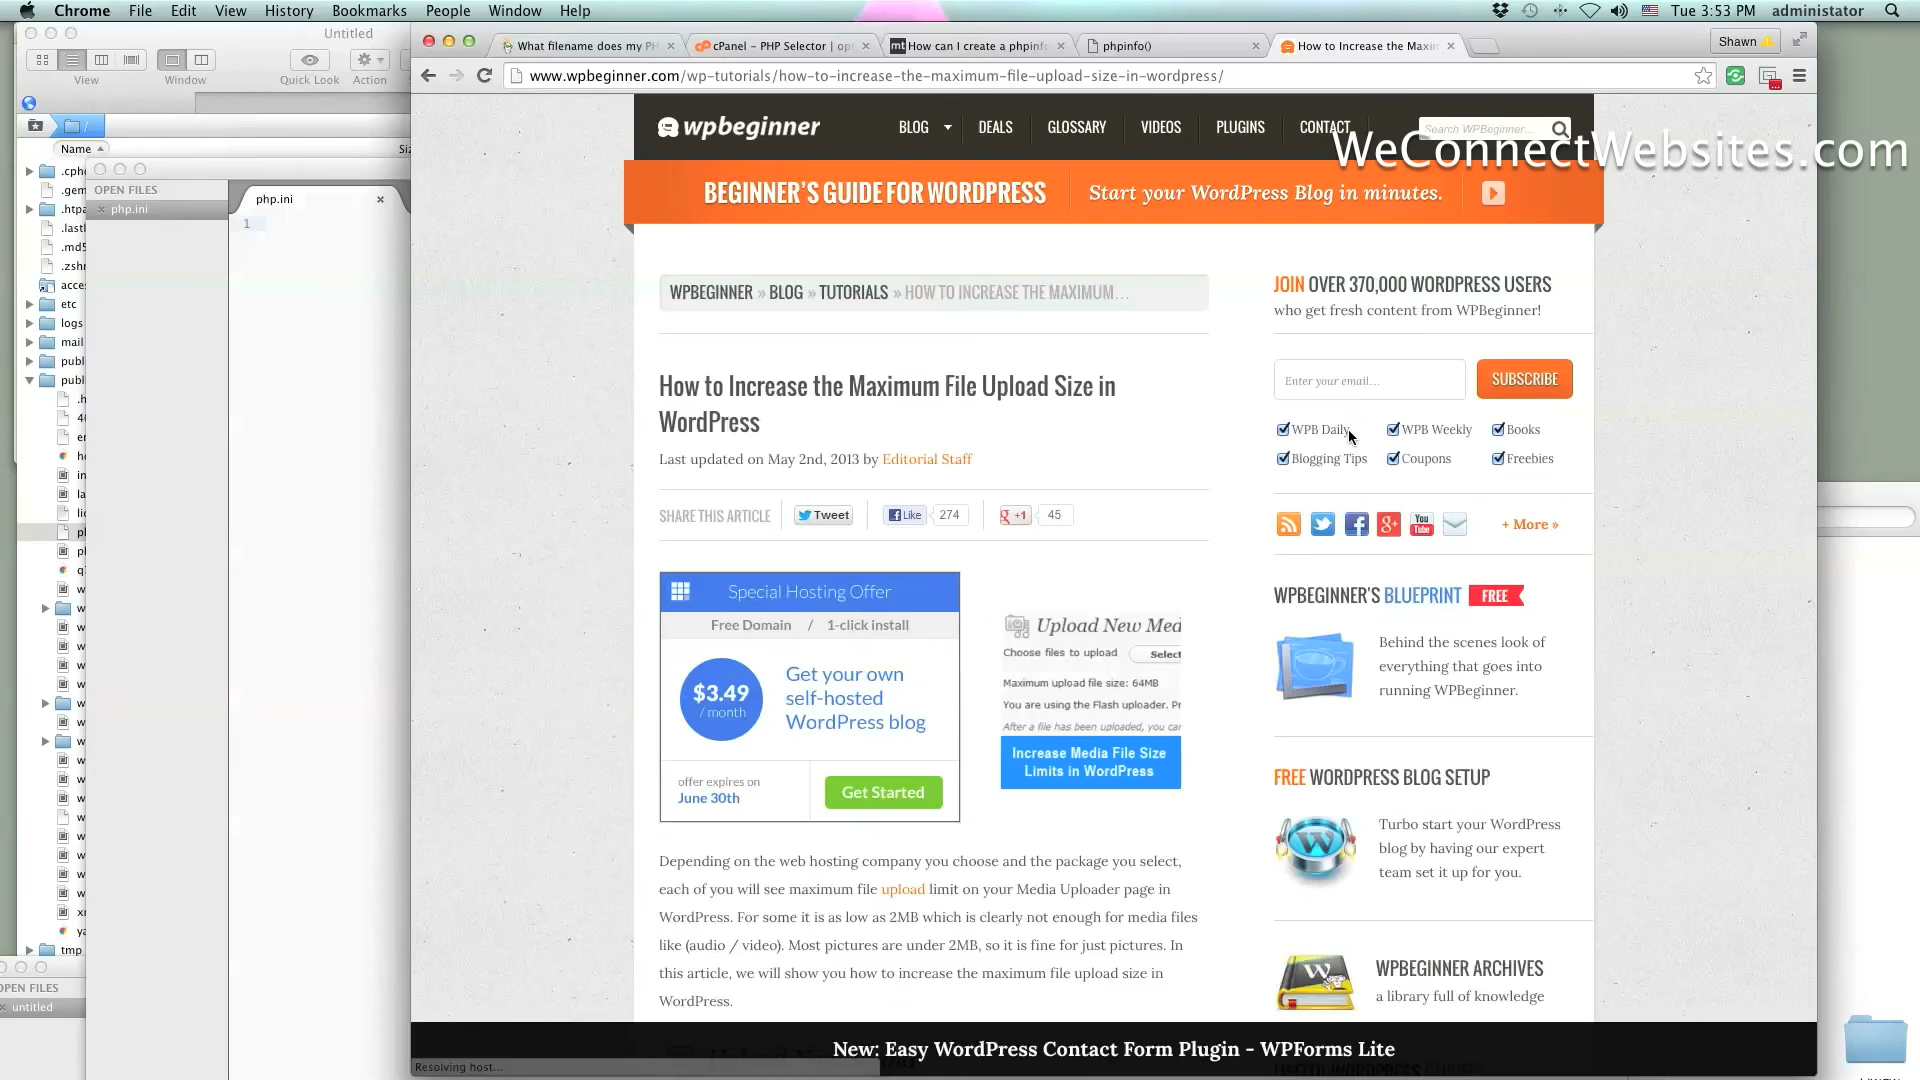 Chrome File Edit View History Bookmarks People Window Help
Tue 3:53 PM administator
Untitled
View Window Quick Look Action
Name
OPEN FILES
php.ini
php.ini
1
etc
logs
mail
tmp
OPEN FILES
untitled
What filename does my PH
cPanel - PHP Selector | op
How can I create a phpinfo
phpinfo()
How to Increase the Maxim
Shawn
www.wpbeginner.com/wp-tutorials/how-to-increase-the-maximum-file-upload-size-in-wordpress/
wpbeginner
BLOG DEALS GLOSSARY VIDEOS PLUGINS CONTACT
Search WPBeginner...
WeConnectWebsites.com
BEGINNER'S GUIDE FOR WORDPRESS
Start your WordPress Blog in minutes.
WPBEGINNER » BLOG » TUTORIALS » HOW TO INCREASE THE MAXIMUM...
How to Increase the Maximum File Upload Size in
WordPress
Last updated on May 2nd, 2013 by Editorial Staff
SHARE THIS ARTICLE Tweet Like 274 +1 45
Special Hosting Offer
Free Domain / 1-click install
$3.49
/ month
Get your own
self-hosted
WordPress blog
offer expires on
June 30th
Get Started
Upload New Med
Choose files to upload Select
Maximum upload file size: 64MB
You are using the Flash uploader. Pr
After a file has been uploaded, you can
Increase Media File Size
Limits in WordPress
Depending on the web hosting company you choose and the package you select,
each of you will see maximum file upload limit on your Media Uploader page in
WordPress. For some it is as low as 2MB which is clearly not enough for media files
like (audio / video). Most pictures are under 2MB, so it is fine for just pictures. In
this article, we will show you how to increase the maximum file upload size in
WordPress.
JOIN OVER 370,000 WORDPRESS USERS
who get fresh content from WPBeginner!
Enter your email...
SUBSCRIBE
WPB Daily WPB Weekly Books
Blogging Tips Coupons Freebies
+ More »
WPBEGINNER'S BLUEPRINT FREE
Behind the scenes look of
everything that goes into
running WPBeginner.
FREE WORDPRESS BLOG SETUP
Turbo start your WordPress
blog by having our expert
team set it up for you.
WPBEGINNER ARCHIVES
a library full of knowledge
New: Easy WordPress Contact Form Plugin - WPForms Lite
Resolving host...